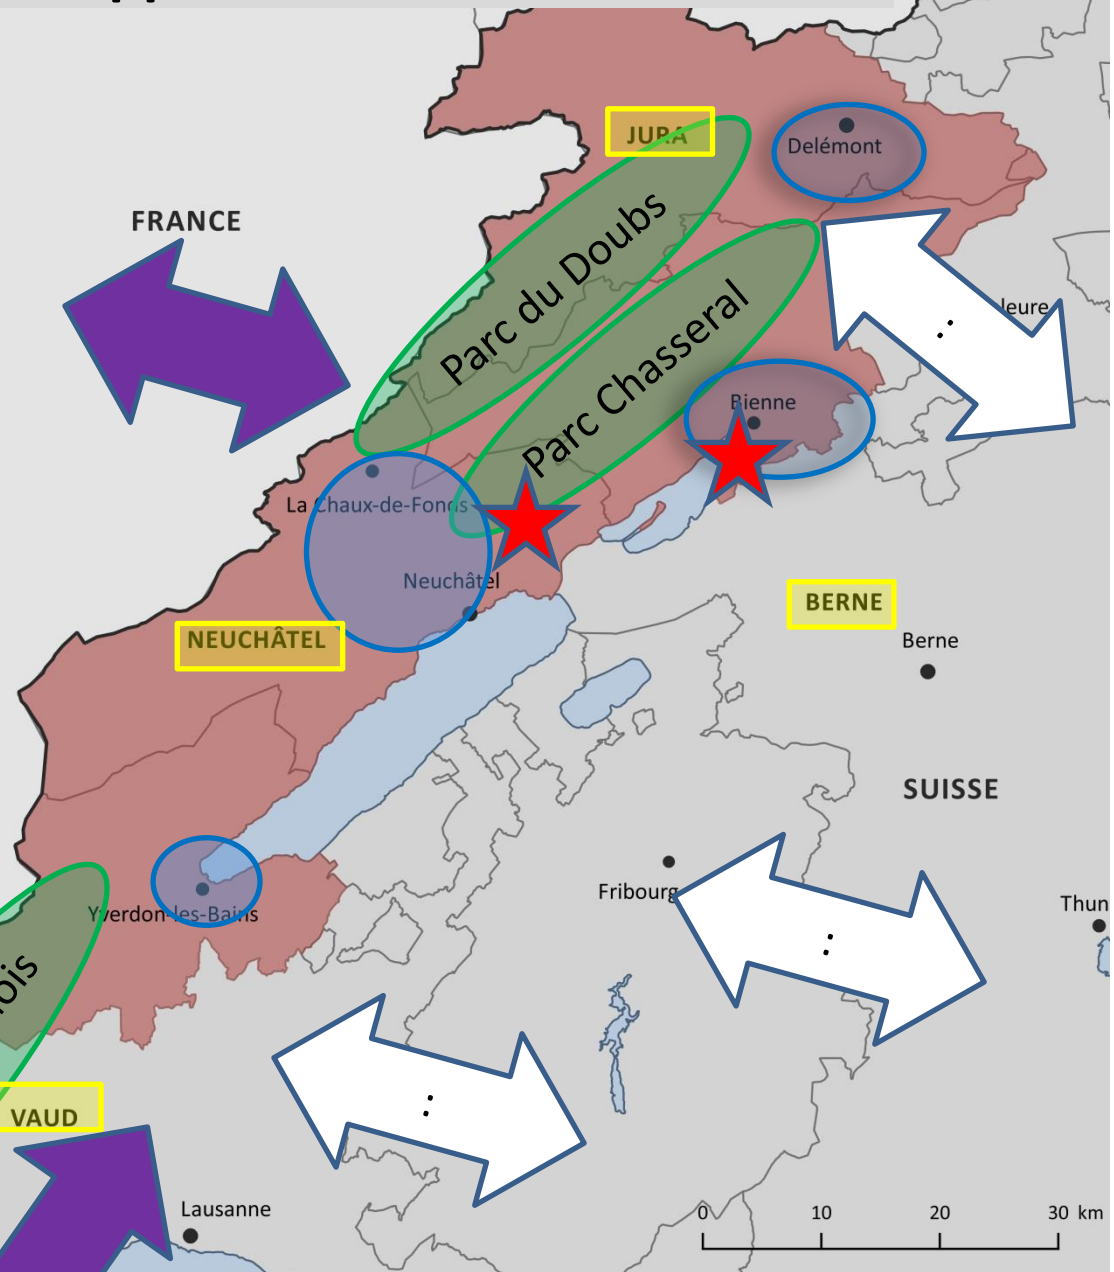 JURA
Delémont
FRANCE
Parc du Doubs
leure
:
Parc Chasseral
Bienne
La Chaux-de-Fonds
Neuchâtel
BERNE
NEUCHÂTEL
Berne
SUISSE
Fribourg
Thun
Yverdon-les-Bains
:
ois
:
VAUD
Lausanne
0 10 20 30 km